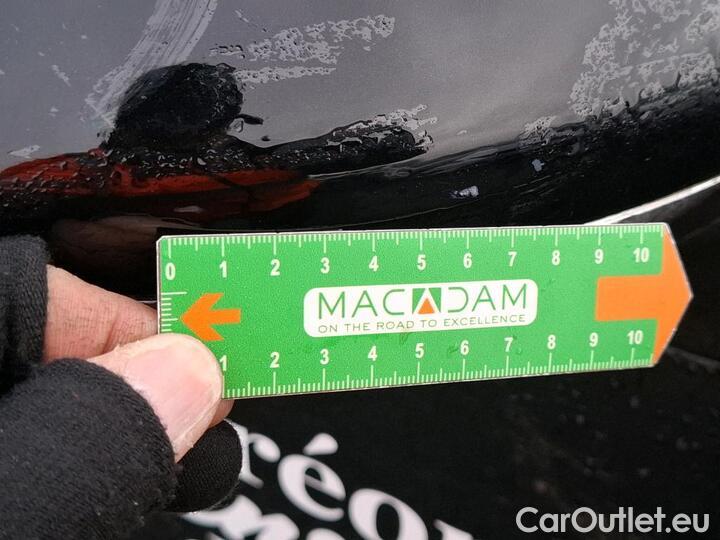 0 1 2 3 4 5 6 7 8 9 10
MACADAM
ON THE ROAD TO EXCELLENCE
1 2 3 4 5 6 7 8 9 10
CarOutlet.eu